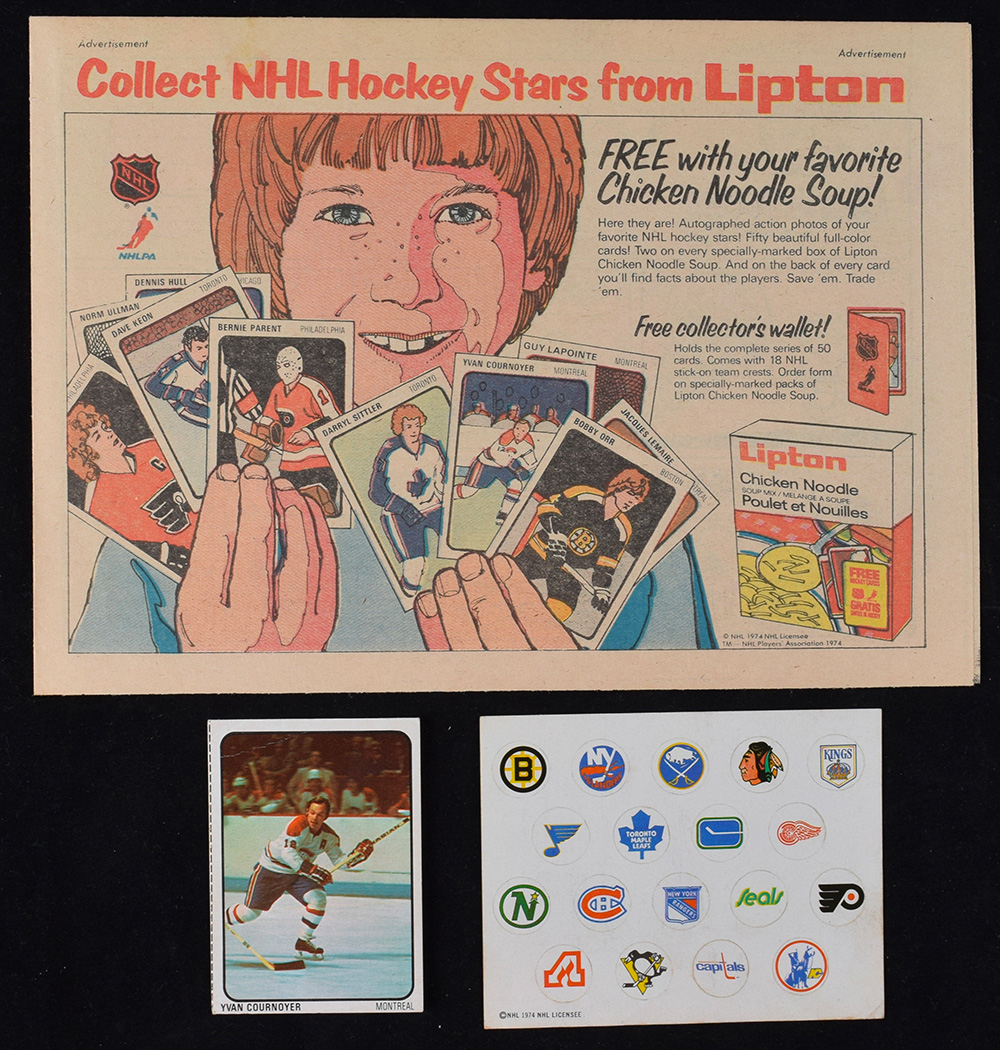 Advertisement
Advertisement
Collect NHL Hockey Stars from Lipton
NHL
NHLPA
FREE with your favorite
Chicken Noodle Soup!
Here they are! Autographed action photos of your
favorite NHL hockey stars! Fifty beautiful full-color
cards! Two on every specially-marked box of Lipton
Chicken Noodle Soup. And on the back of every card
you'll find facts about the players. Save 'em. Trade
'em.
Free collector's wallet!
Holds the complete series of 50
cards. Comes with 18 NHL
stick-on team crests. Order form
on specially-marked packs of
Lipton Chicken Noodle Soup.
DENNIS HULL
CHICAGO
NORM ULLMAN
TORONTO
DAVE KEON
BERNIE PARENT PHILADELPHIA
1
DARRYL SITTLER TORONTO
GUY LAPOINTE MONTREAL
YVAN COURNOYER MONTREAL
BOBBY ORR BOSTON
JACQUES LEMAIRE
Lipton
Chicken Noodle
SOUP MIX / MELANGE A SOUPE
Poulet et Nouilles
FREE
HOCKEY CARDS
GRATIS
© NHL 1974 NHL Licensee
TM — NHL Players' Association 1974
12
YVAN COURNOYER MONTREAL
B
NY
KINGS
TORONTO
MAPLE
LEAFS
N
NEW YORK
RANGERS
Seals
capitals
© NHL 1974 NHL LICENSEE